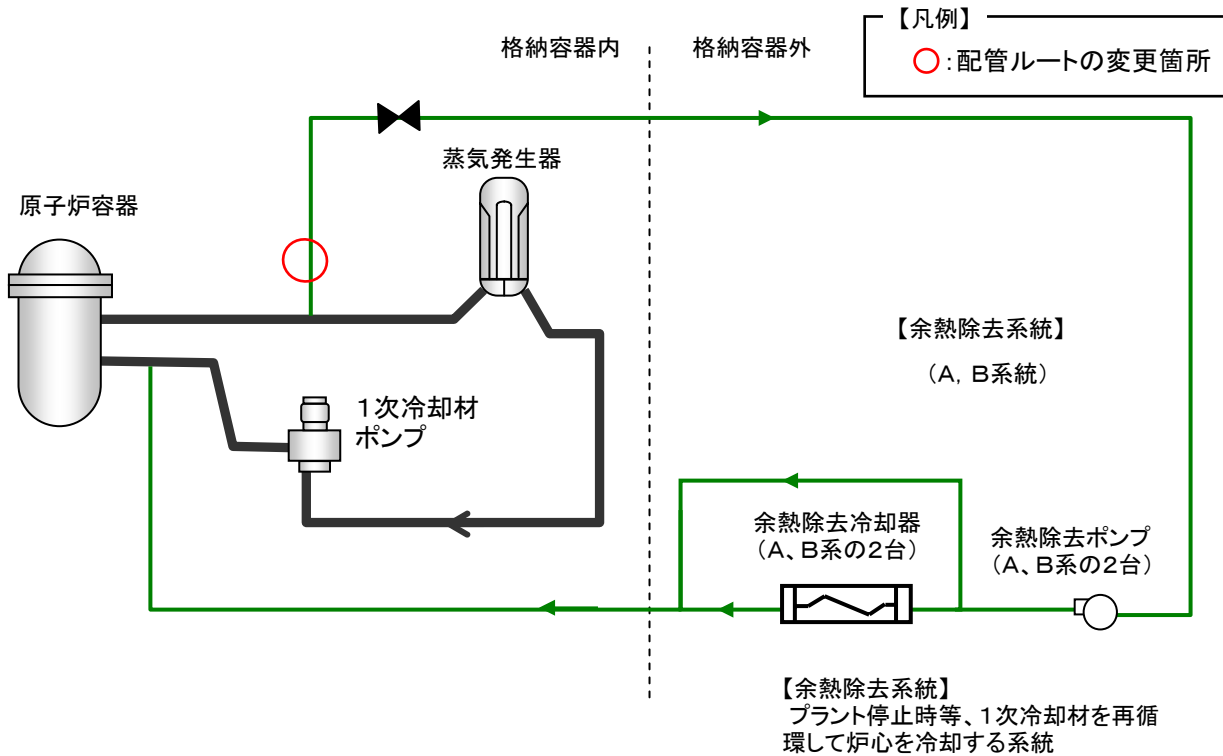 【凡例】
○:配管ルートの変更箇所
格納容器内
格納容器外
蒸気発生器
原子炉容器
【余熱除去系統】
(A, B系統)
1次冷却材
ポンプ
余熱除去冷却器
(A、B系の2台)
余熱除去ポンプ
(A、B系の2台)
【余熱除去系統】
プラント停止時等、1次冷却材を再循
環して炉心を冷却する系統